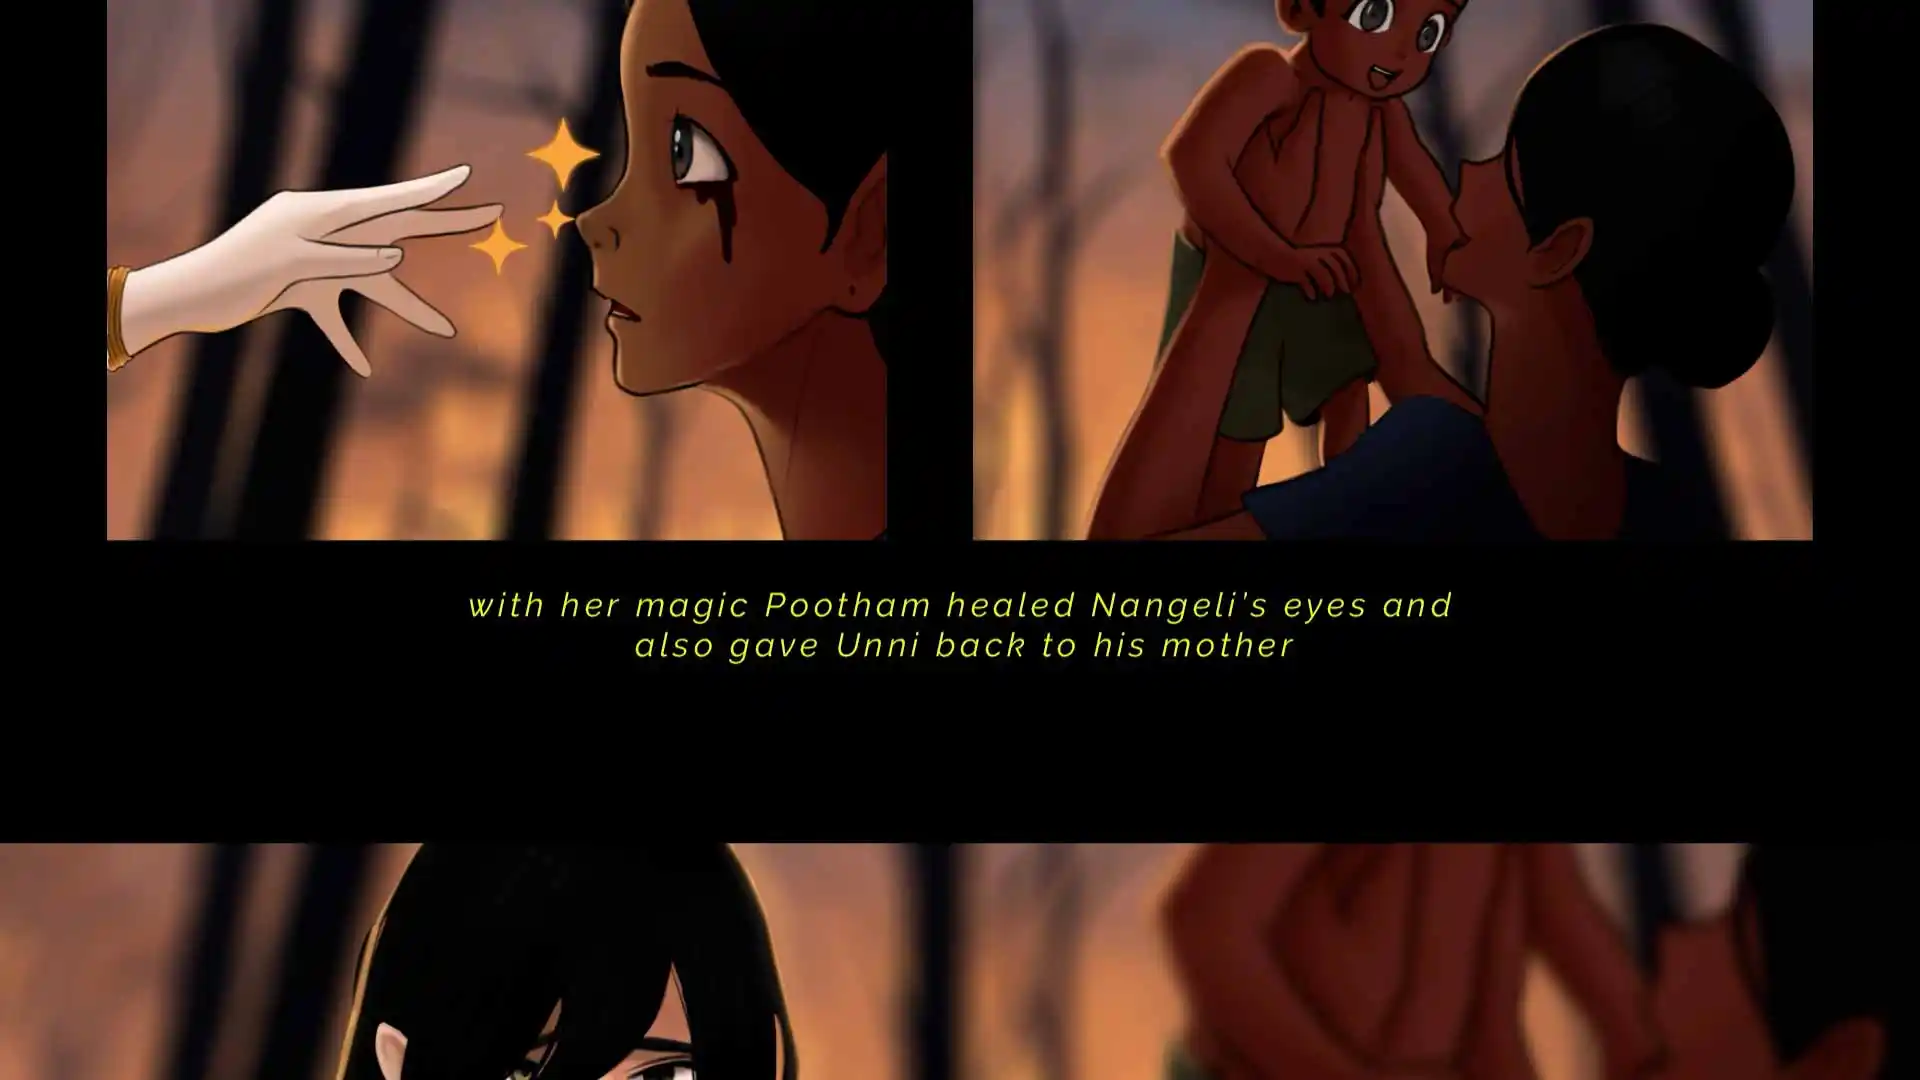 with her magic Pootham healed Nangeli's eyes and
also gave Unni back to his mother